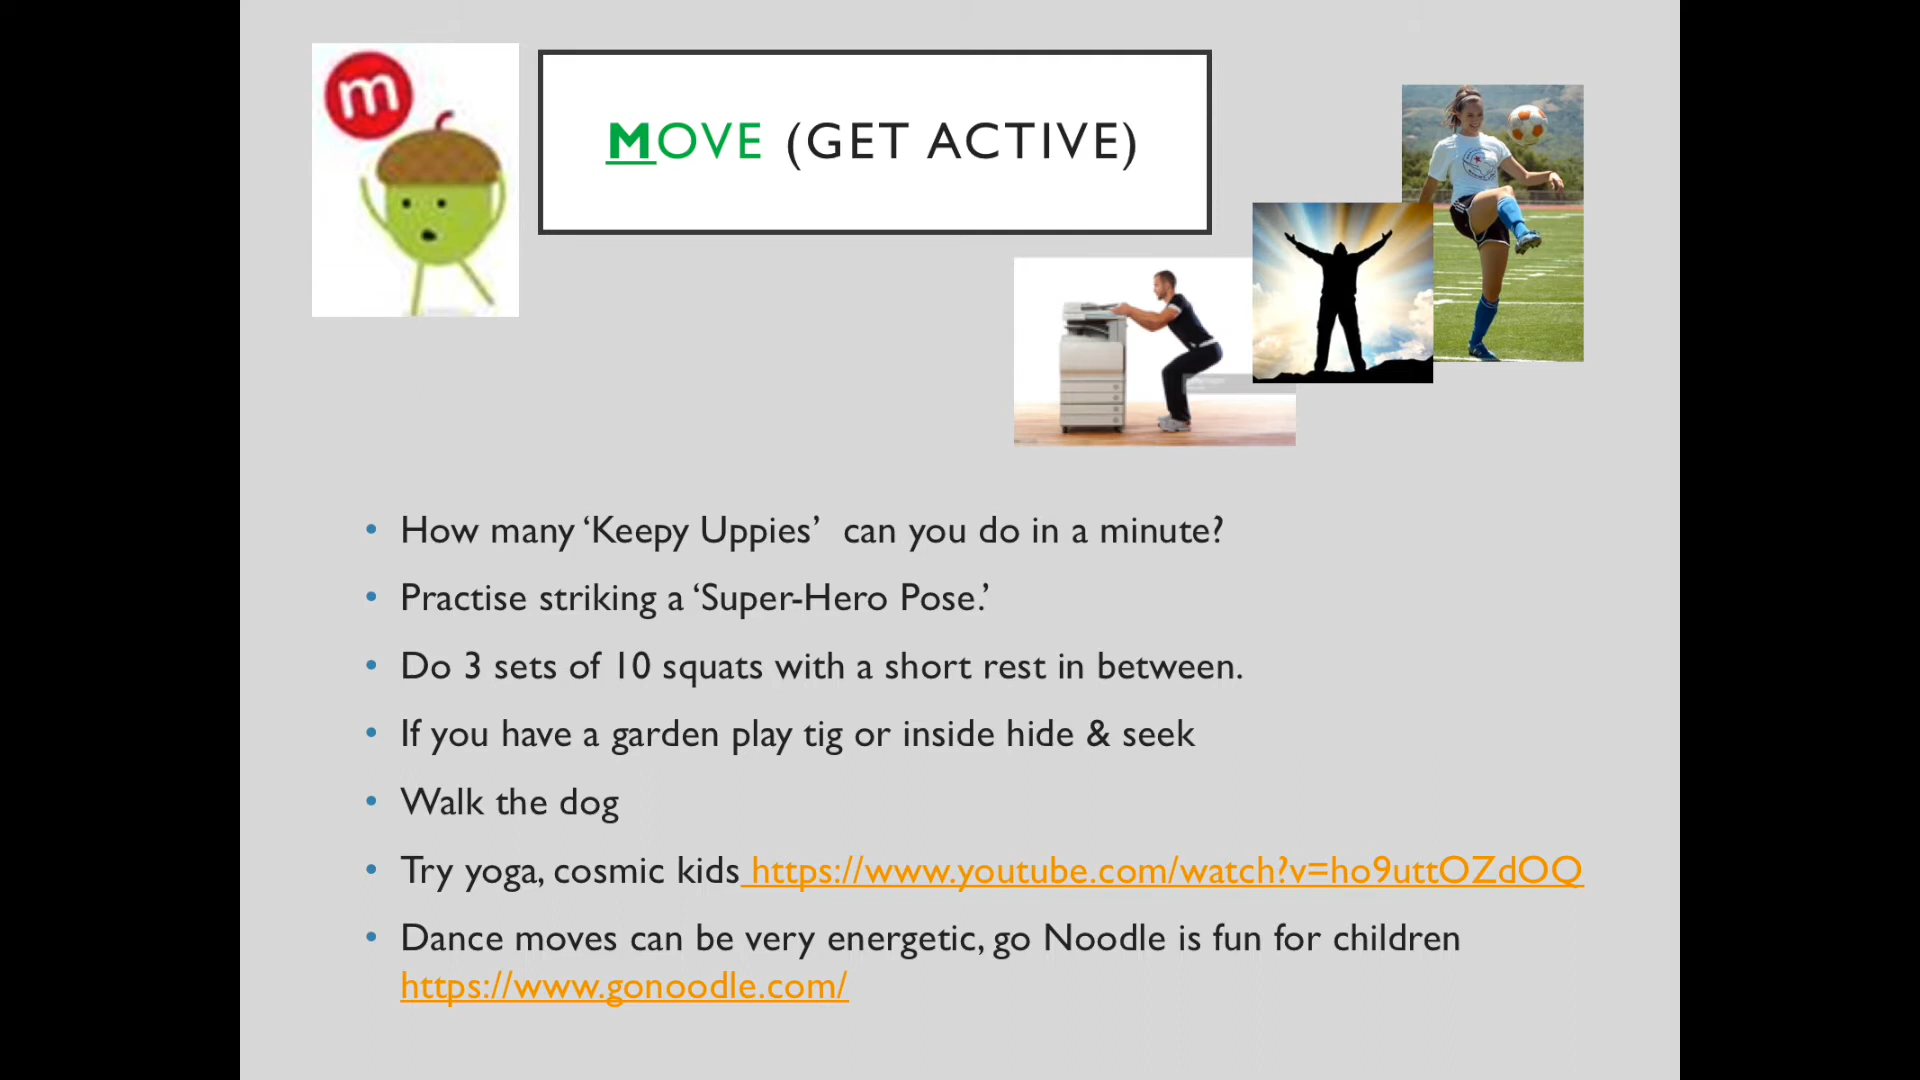 m
MOVE (GET ACTIVE)
• How many ‘Keepy Uppies’  can you do in a minute?
• Practise striking a ‘Super-Hero Pose.’
• Do 3 sets of 10 squats with a short rest in between.
• If you have a garden play tig or inside hide & seek
• Walk the dog
• Try yoga, cosmic kids https://www.youtube.com/watch?v=ho9uttOZdOQ
• Dance moves can be very energetic, go Noodle is fun for children
https://www.gonoodle.com/